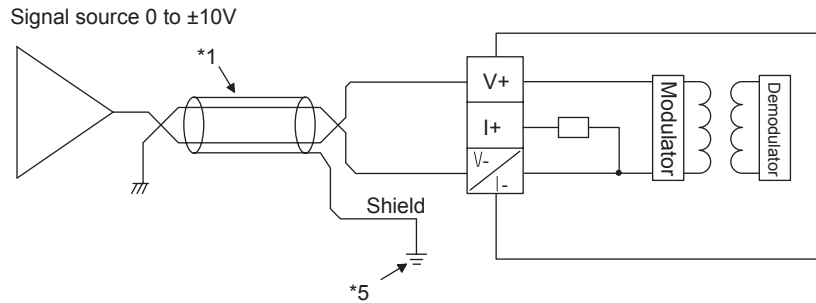 Signal source 0 to ±10V
*1
V+
I+
V-
I-
Modulator
Demodulator
Shield
*5